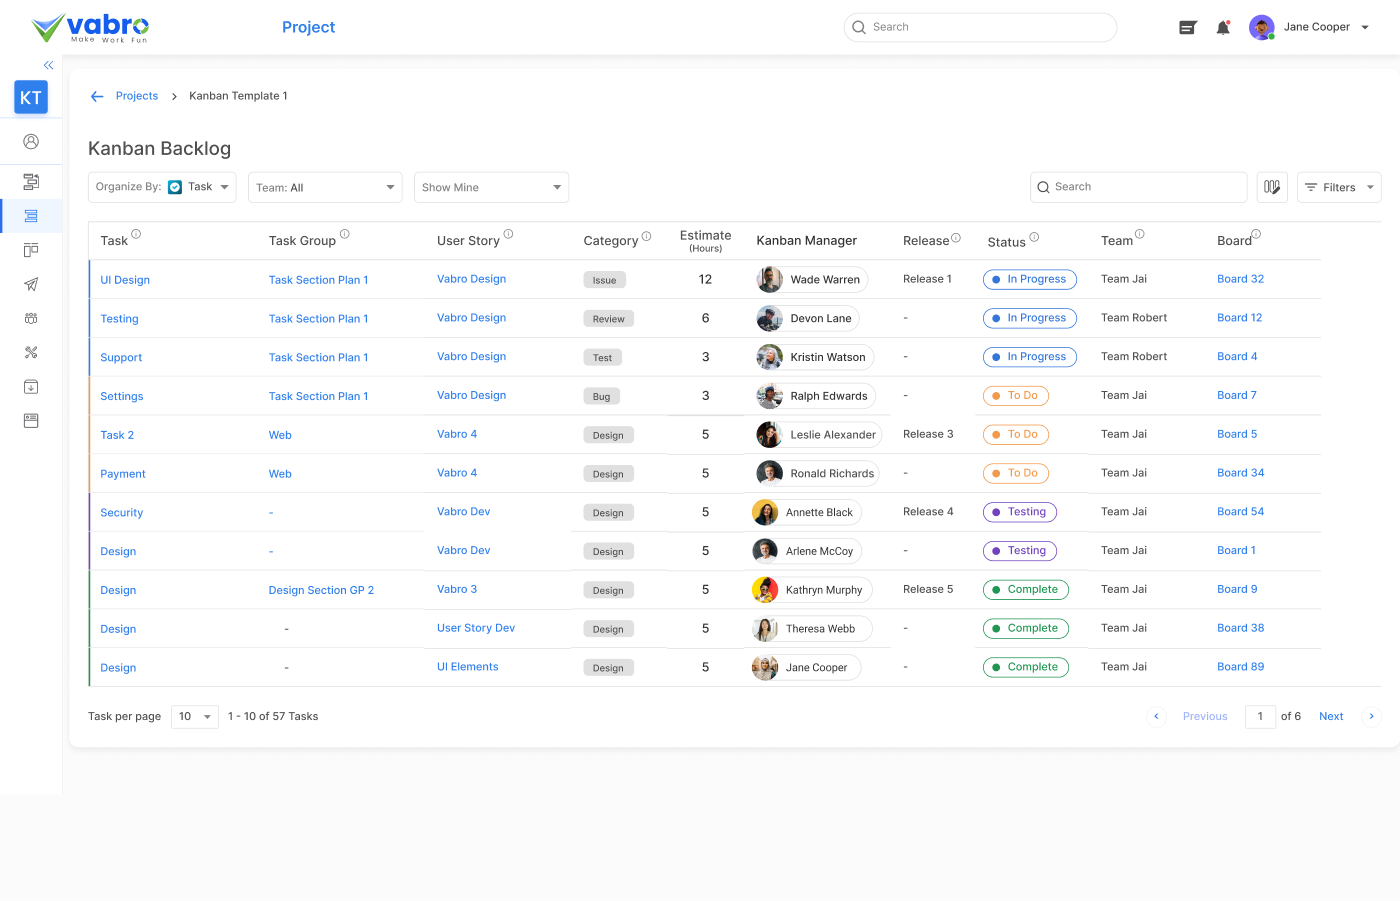 vabro
Make Work Fun
Project
Search
Jane Cooper
KT
Projects > Kanban Template 1
Kanban Backlog
Organize By: Task
Team: All
Show Mine
Search
Filters
Task Task Group User Story Category Estimate (Hours) Kanban Manager Release Status Team Board
UI Design Task Section Plan 1 Vabro Design Issue 12 Wade Warren Release 1 In Progress Team Jai Board 32
Testing Task Section Plan 1 Vabro Design Review 6 Devon Lane - In Progress Team Robert Board 12
Support Task Section Plan 1 Vabro Design Test 3 Kristin Watson - In Progress Team Robert Board 4
Settings Task Section Plan 1 Vabro Design Bug 3 Ralph Edwards - To Do Team Jai Board 7
Task 2 Web Vabro 4 Design 5 Leslie Alexander Release 3 To Do Team Jai Board 5
Payment Web Vabro 4 Design 5 Ronald Richards - To Do Team Jai Board 34
Security - Vabro Dev Design 5 Annette Black Release 4 Testing Team Jai Board 54
Design - Vabro Dev Design 5 Arlene McCoy - Testing Team Jai Board 1
Design Design Section GP 2 Vabro 3 Design 5 Kathryn Murphy Release 5 Complete Team Jai Board 9
Design - User Story Dev Design 5 Theresa Webb - Complete Team Jai Board 38
Design - UI Elements Design 5 Jane Cooper - Complete Team Jai Board 89
Task per page 10 1 - 10 of 57 Tasks
< Previous 1 of 6 Next >